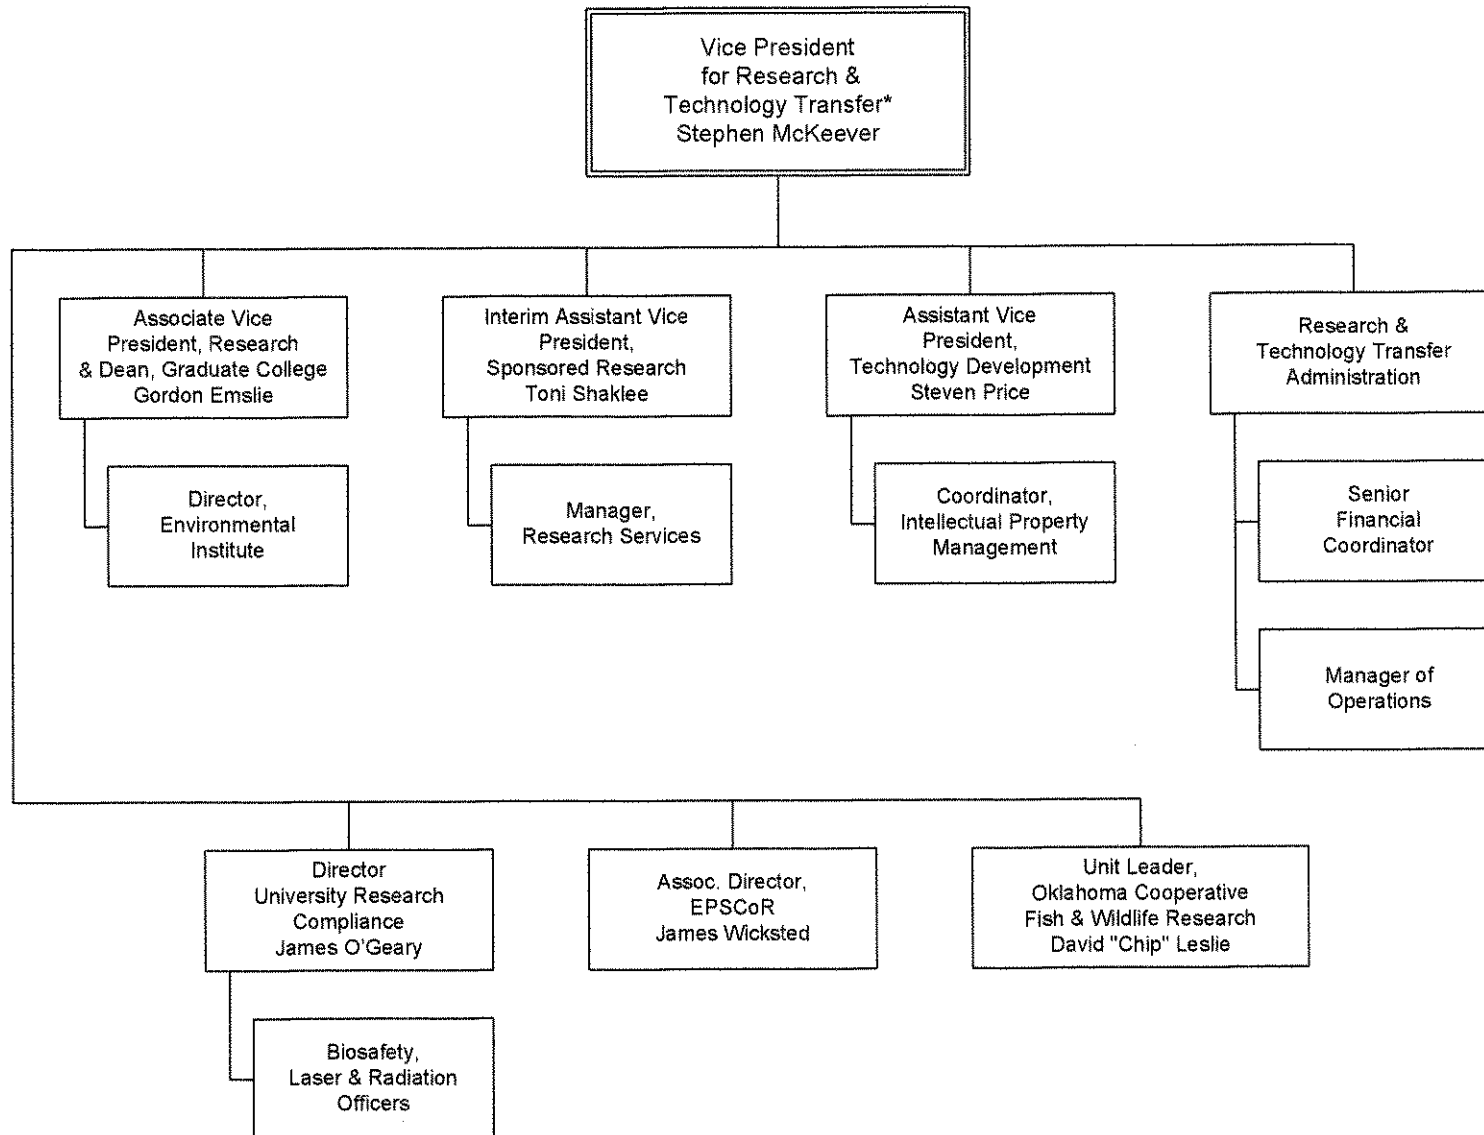 Vice President
for Research &
Technology Transfer*
Stephen McKeever
Associate Vice
President, Research
& Dean, Graduate College
Gordon Emslie
Interim Assistant Vice
President,
Sponsored Research
Toni Shaklee
Assistant Vice
President,
Technology Development
Steven Price
Research &
Technology Transfer
Administration
Director,
Environmental
Institute
Manager,
Research Services
Coordinator,
Intellectual Property
Management
Senior
Financial
Coordinator
Manager of
Operations
Director
University Research
Compliance
James O'Geary
Assoc. Director,
EPSCoR
James Wicksted
Unit Leader,
Oklahoma Cooperative
Fish & Wildlife Research
David "Chip" Leslie
Biosafety,
Laser & Radiation
Officers